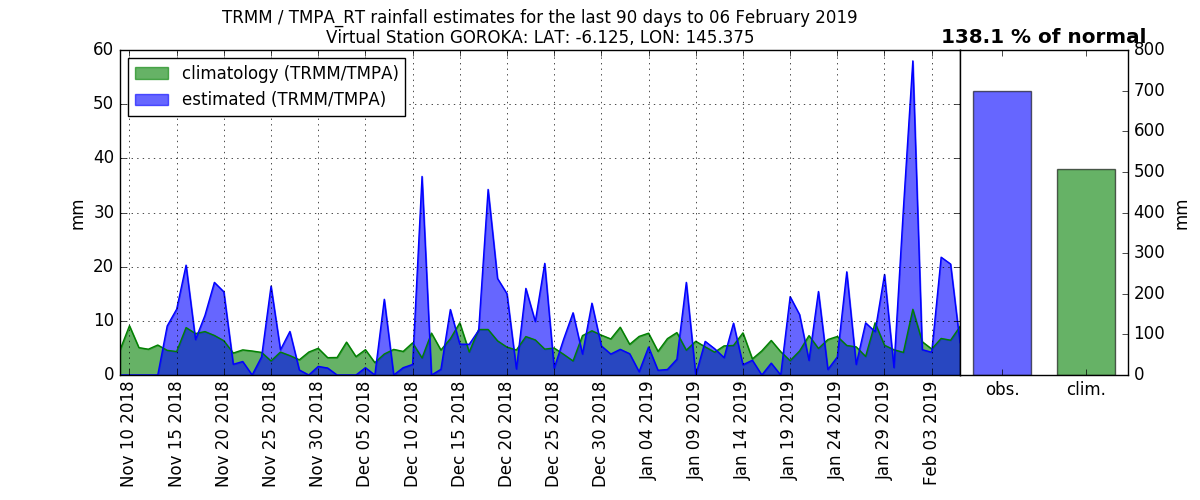 TRMM / TMPA_RT rainfall estimates for the last 90 days to 06 February 2019
Virtual Station GOROKA: LAT: -6.125, LON: 145.375
138.1 % of normal
climatology (TRMM/TMPA)
estimated (TRMM/TMPA)
60
50
40
30
20
10
0
mm
800
700
600
500
400
300
200
100
0
mm
Nov 10 2018
Nov 15 2018
Nov 20 2018
Nov 25 2018
Nov 30 2018
Dec 05 2018
Dec 10 2018
Dec 15 2018
Dec 20 2018
Dec 25 2018
Dec 30 2018
Jan 04 2019
Jan 09 2019
Jan 14 2019
Jan 19 2019
Jan 24 2019
Jan 29 2019
Feb 03 2019
obs.
clim.